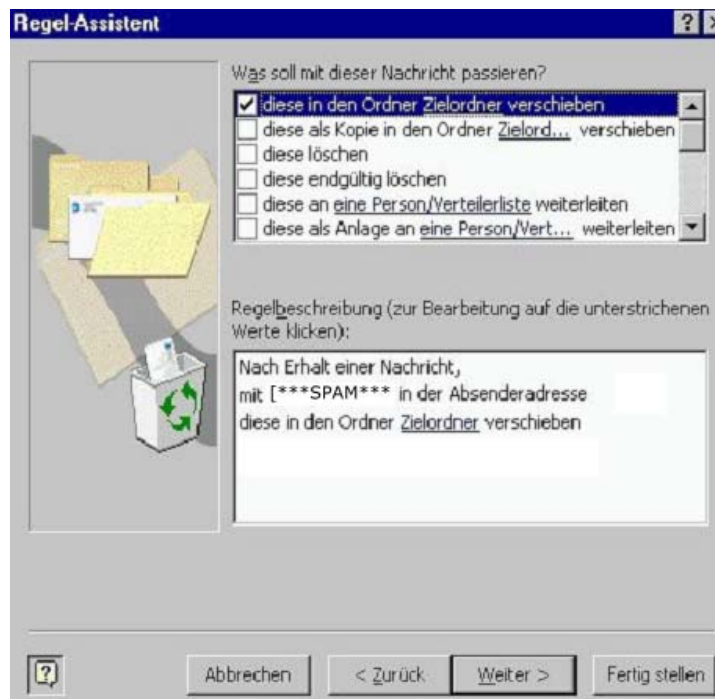 Regel-Assistent
Was soll mit dieser Nachricht passieren?
diese in den Ordner Zielordner verschieben
diese als Kopie in den Ordner Zielord... verschieben
diese löschen
diese endgültig löschen
diese an eine Person/Verteilerliste weiterleiten
diese als Anlage an eine Person/Vert... weiterleiten
Regelbeschreibung (zur Bearbeitung auf die unterstrichenen
Werte klicken):
Nach Erhalt einer Nachricht,
mit [***SPAM*** in der Absenderadresse
diese in den Ordner Zielordner verschieben
Abbrechen
< Zurück
Weiter >
Fertig stellen